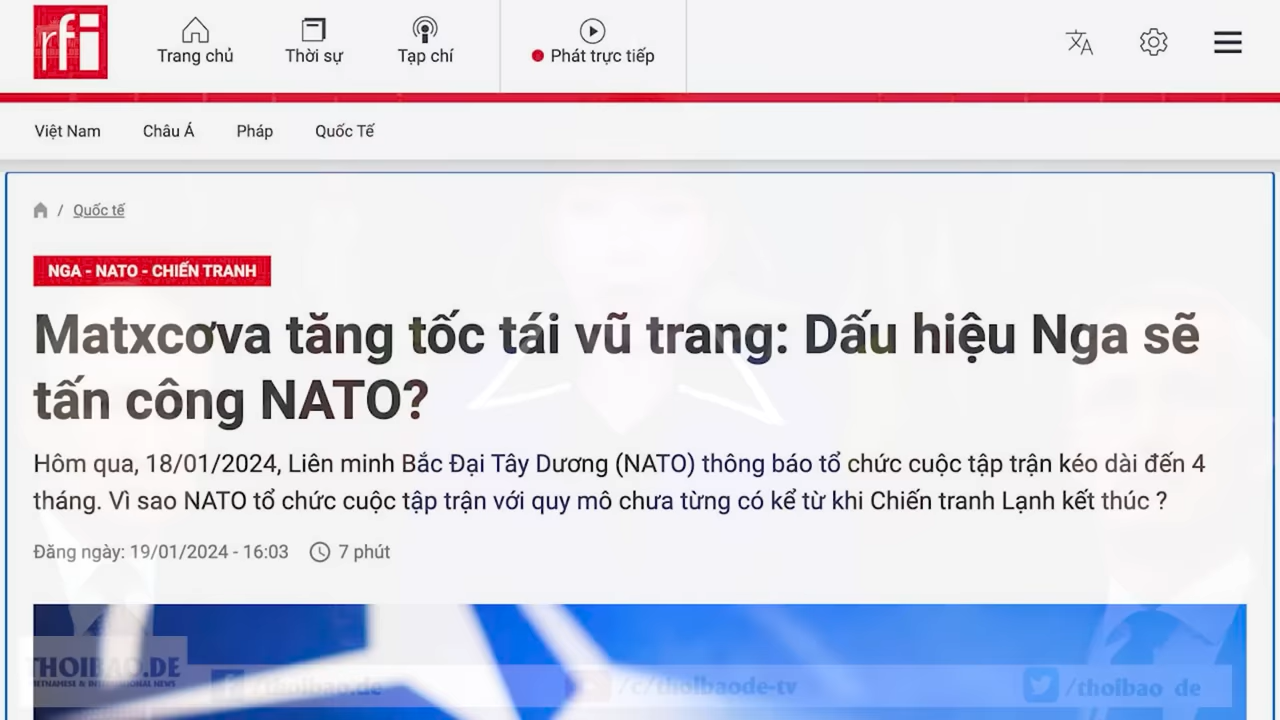 rfi
Trang chủ
Thời sự
Tạp chí
Phát trực tiếp
Việt Nam
Châu Á
Pháp
Quốc Tế
/ Quốc tế
NGA - NATO - CHIẾN TRANH
Matxcơva tăng tốc tái vũ trang: Dấu hiệu Nga sẽ
tấn công NATO?
Hôm qua, 18/01/2024, Liên minh Bắc Đại Tây Dương (NATO) thông báo tổ chức cuộc tập trận kéo dài đến 4
tháng. Vì sao NATO tổ chức cuộc tập trận với quy mô chưa từng có kể từ khi Chiến tranh Lạnh kết thúc ?
Đăng ngày: 19/01/2024 - 16:03
7 phút
THOIBAO.DE
VIETNAMESE & INTERNATIONAL NEWS
/thoibao.de
/c/thoibaode-tv
/thoibao_de